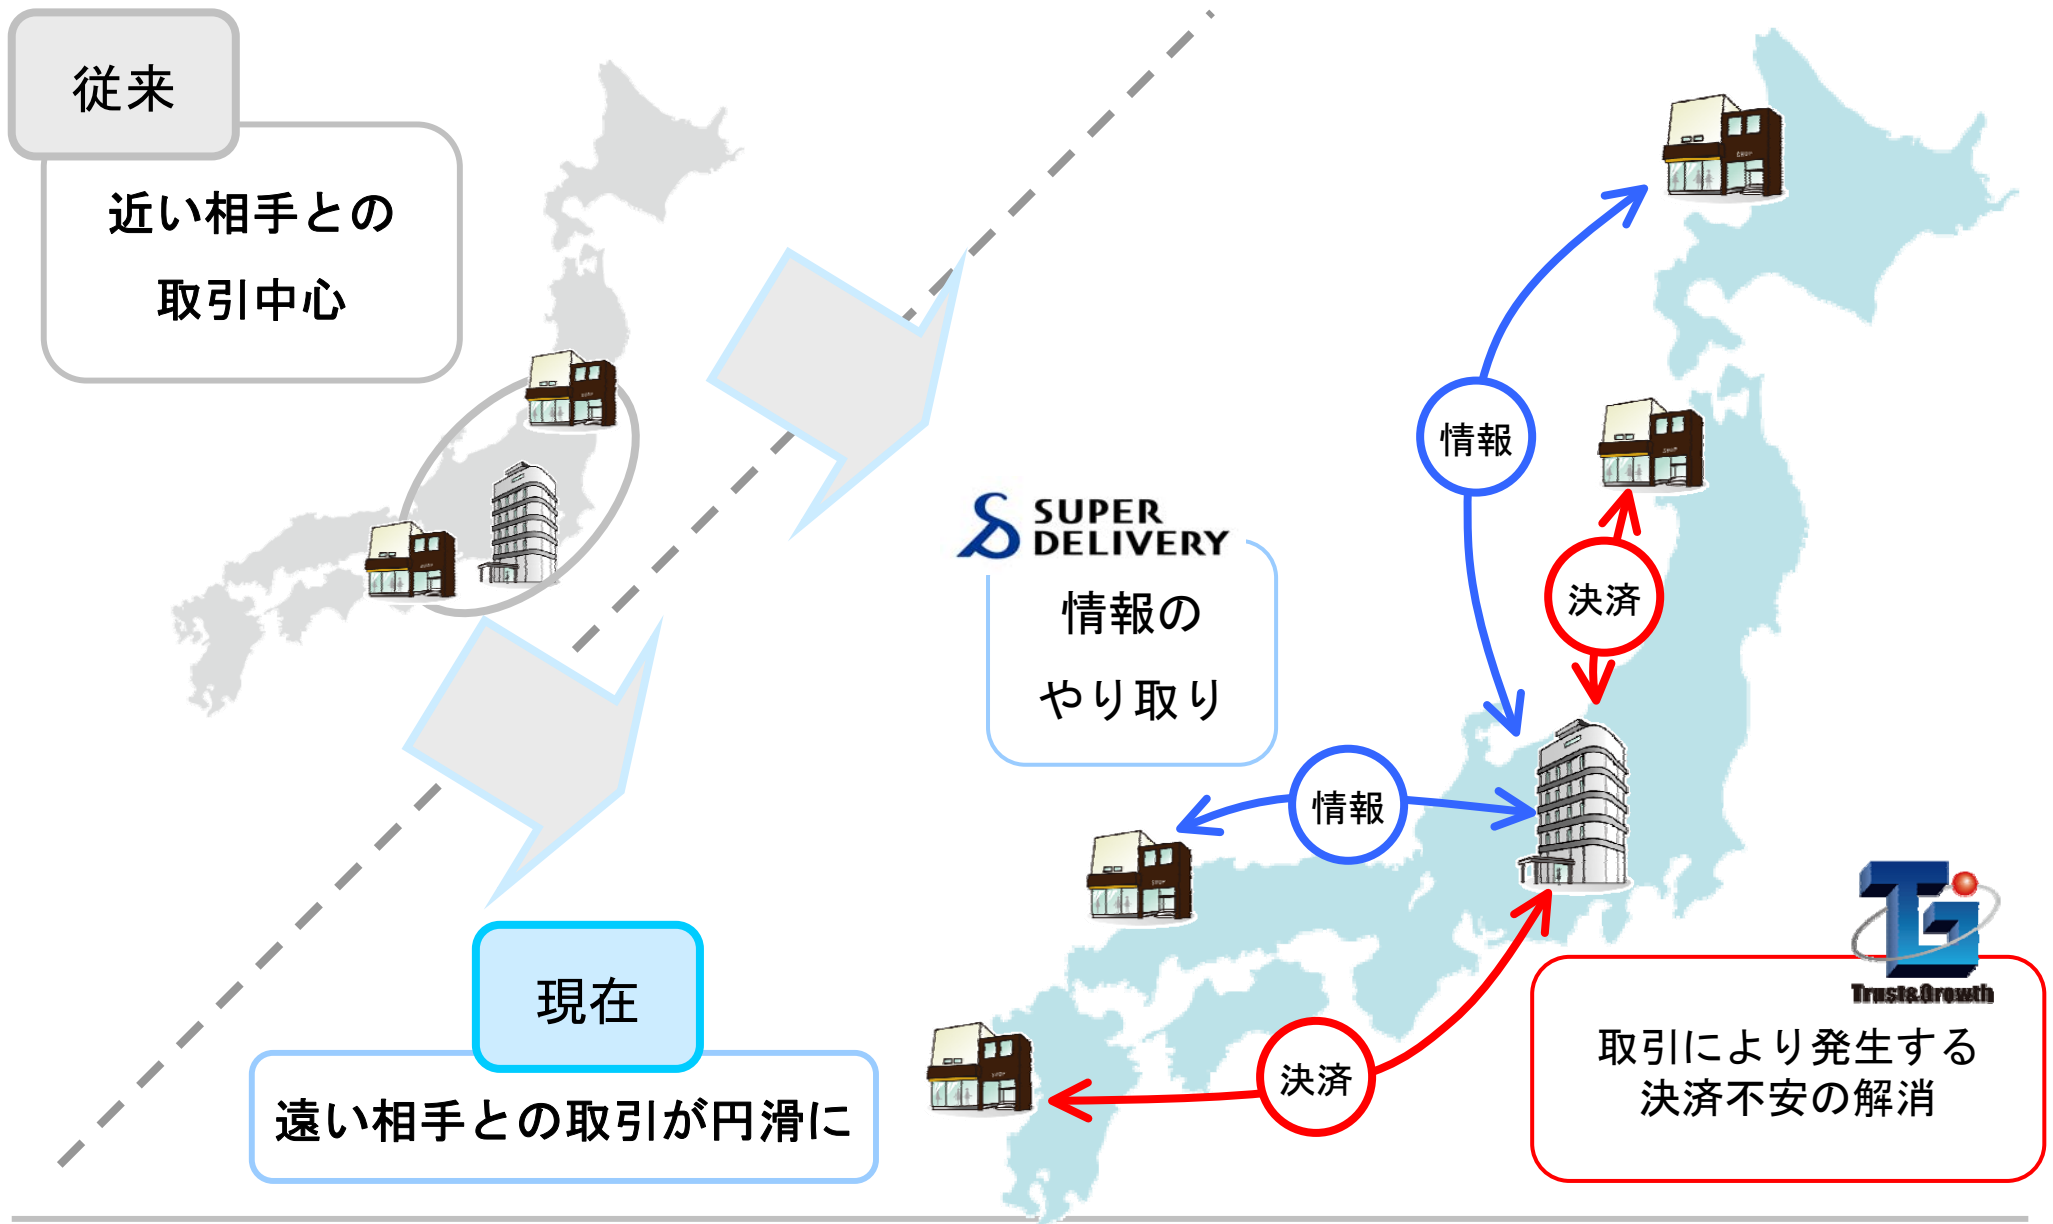 従来
近い相手との
取引中心
SUPER
DELIVERY
情報の
やり取り
情報
決済
情報
決済
現在
遠い相手との取引が円滑に
Trust&Growth
取引により発生する
決済不安の解消